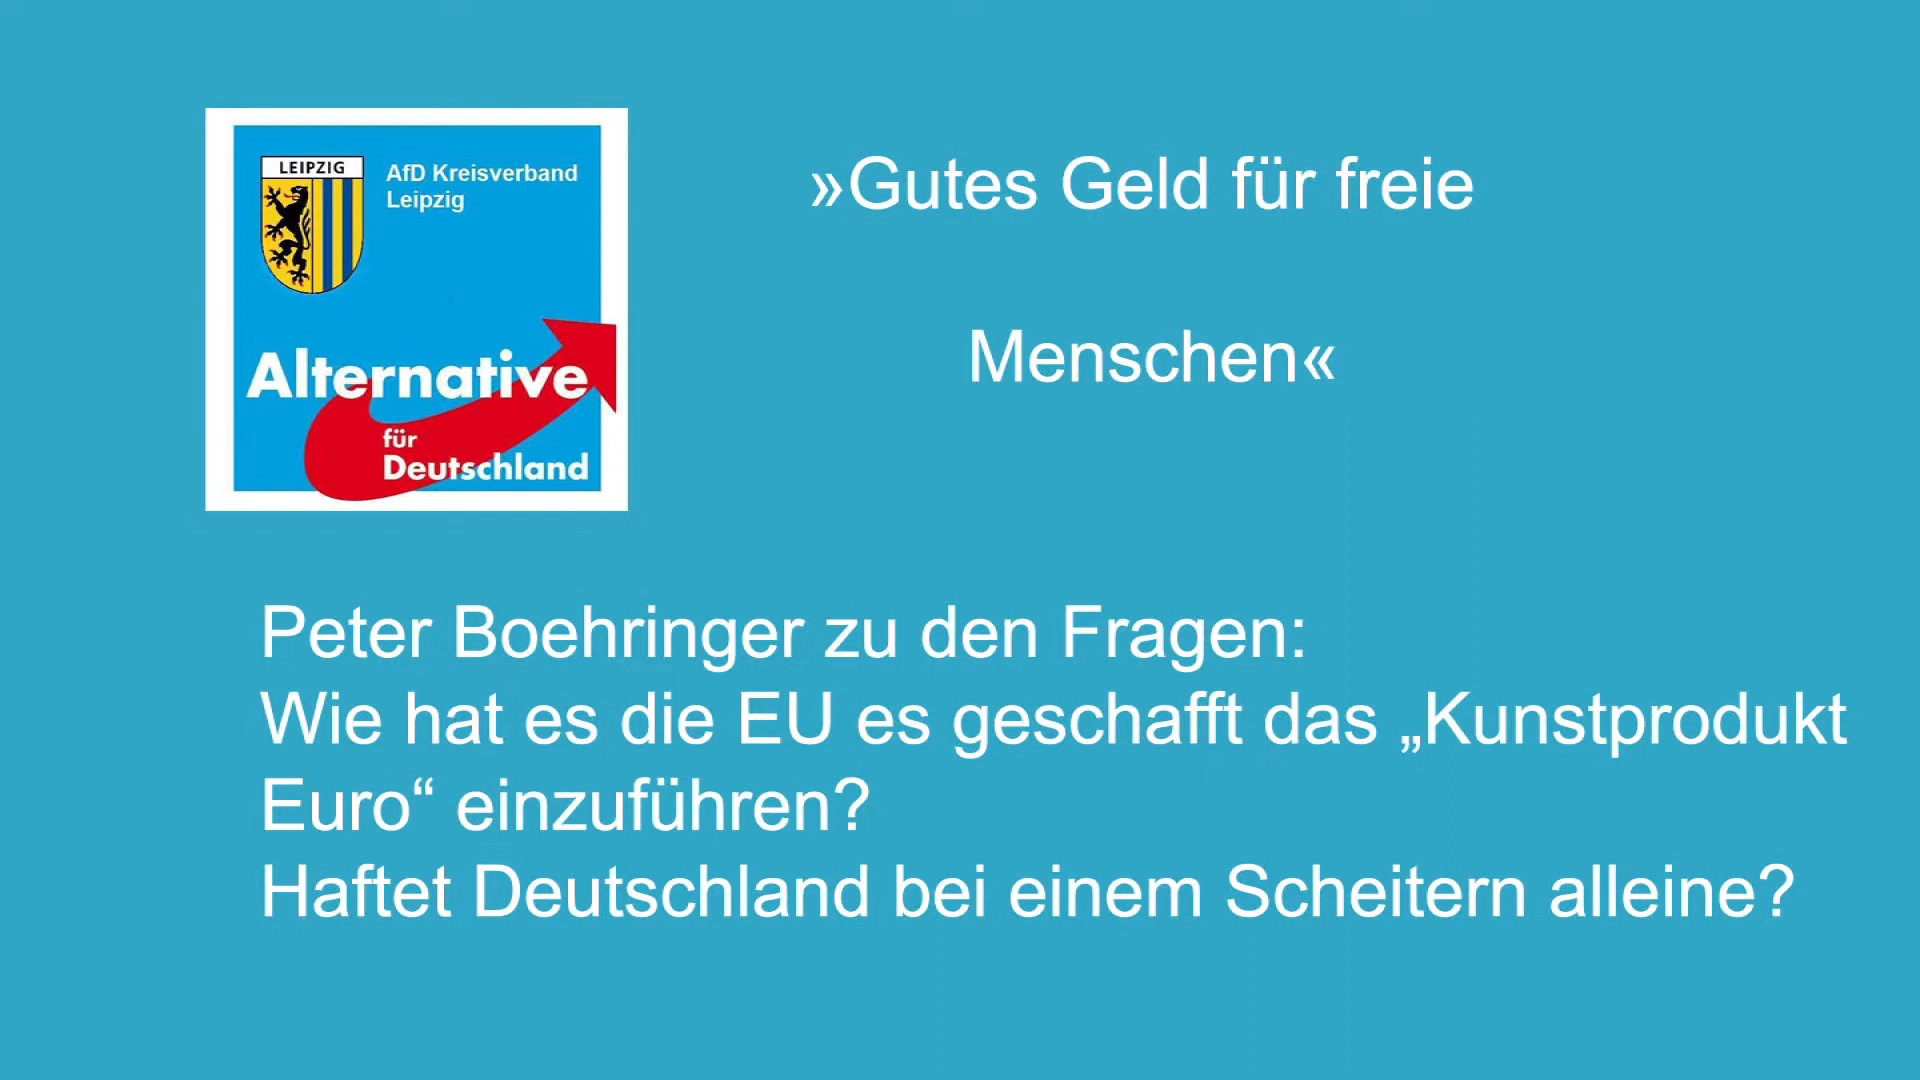 LEIPZIG
AfD Kreisverband
Leipzig
Alternative
für
Deutschland
»Gutes Geld für freie
Menschen«
Peter Boehringer zu den Fragen:
Wie hat es die EU es geschafft das „Kunstprodukt
Euro“ einzuführen?
Haftet Deutschland bei einem Scheitern alleine?